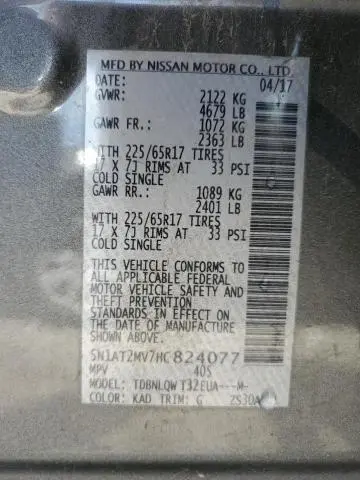 MFD BY NISSAN MOTOR CO., LTD.
DATE: 04/17
GVWR: 2122 KG
4679 LB
GAWR FR.: 1072 KG
2363 LB
WITH 225/65R17 TIRES
17 X 7J RIMS AT 33 PSI
COLD SINGLE
GAWR RR.: 1089 KG
2401 LB
WITH 225/65R17 TIRES
17 X 7J RIMS AT 33 PSI
COLD SINGLE
THIS VEHICLE CONFORMS TO
ALL APPLICABLE FEDERAL
MOTOR VEHICLE SAFETY AND
THEFT PREVENTION
STANDARDS IN EFFECT ON
THE DATE OF MANUFACTURE
SHOWN ABOVE.
5N1AT2MV7HC824077
MPV 40S
MODEL: TDBNLQW T32EUA---M-
COLOR: KAD TRIM: G ZS30A